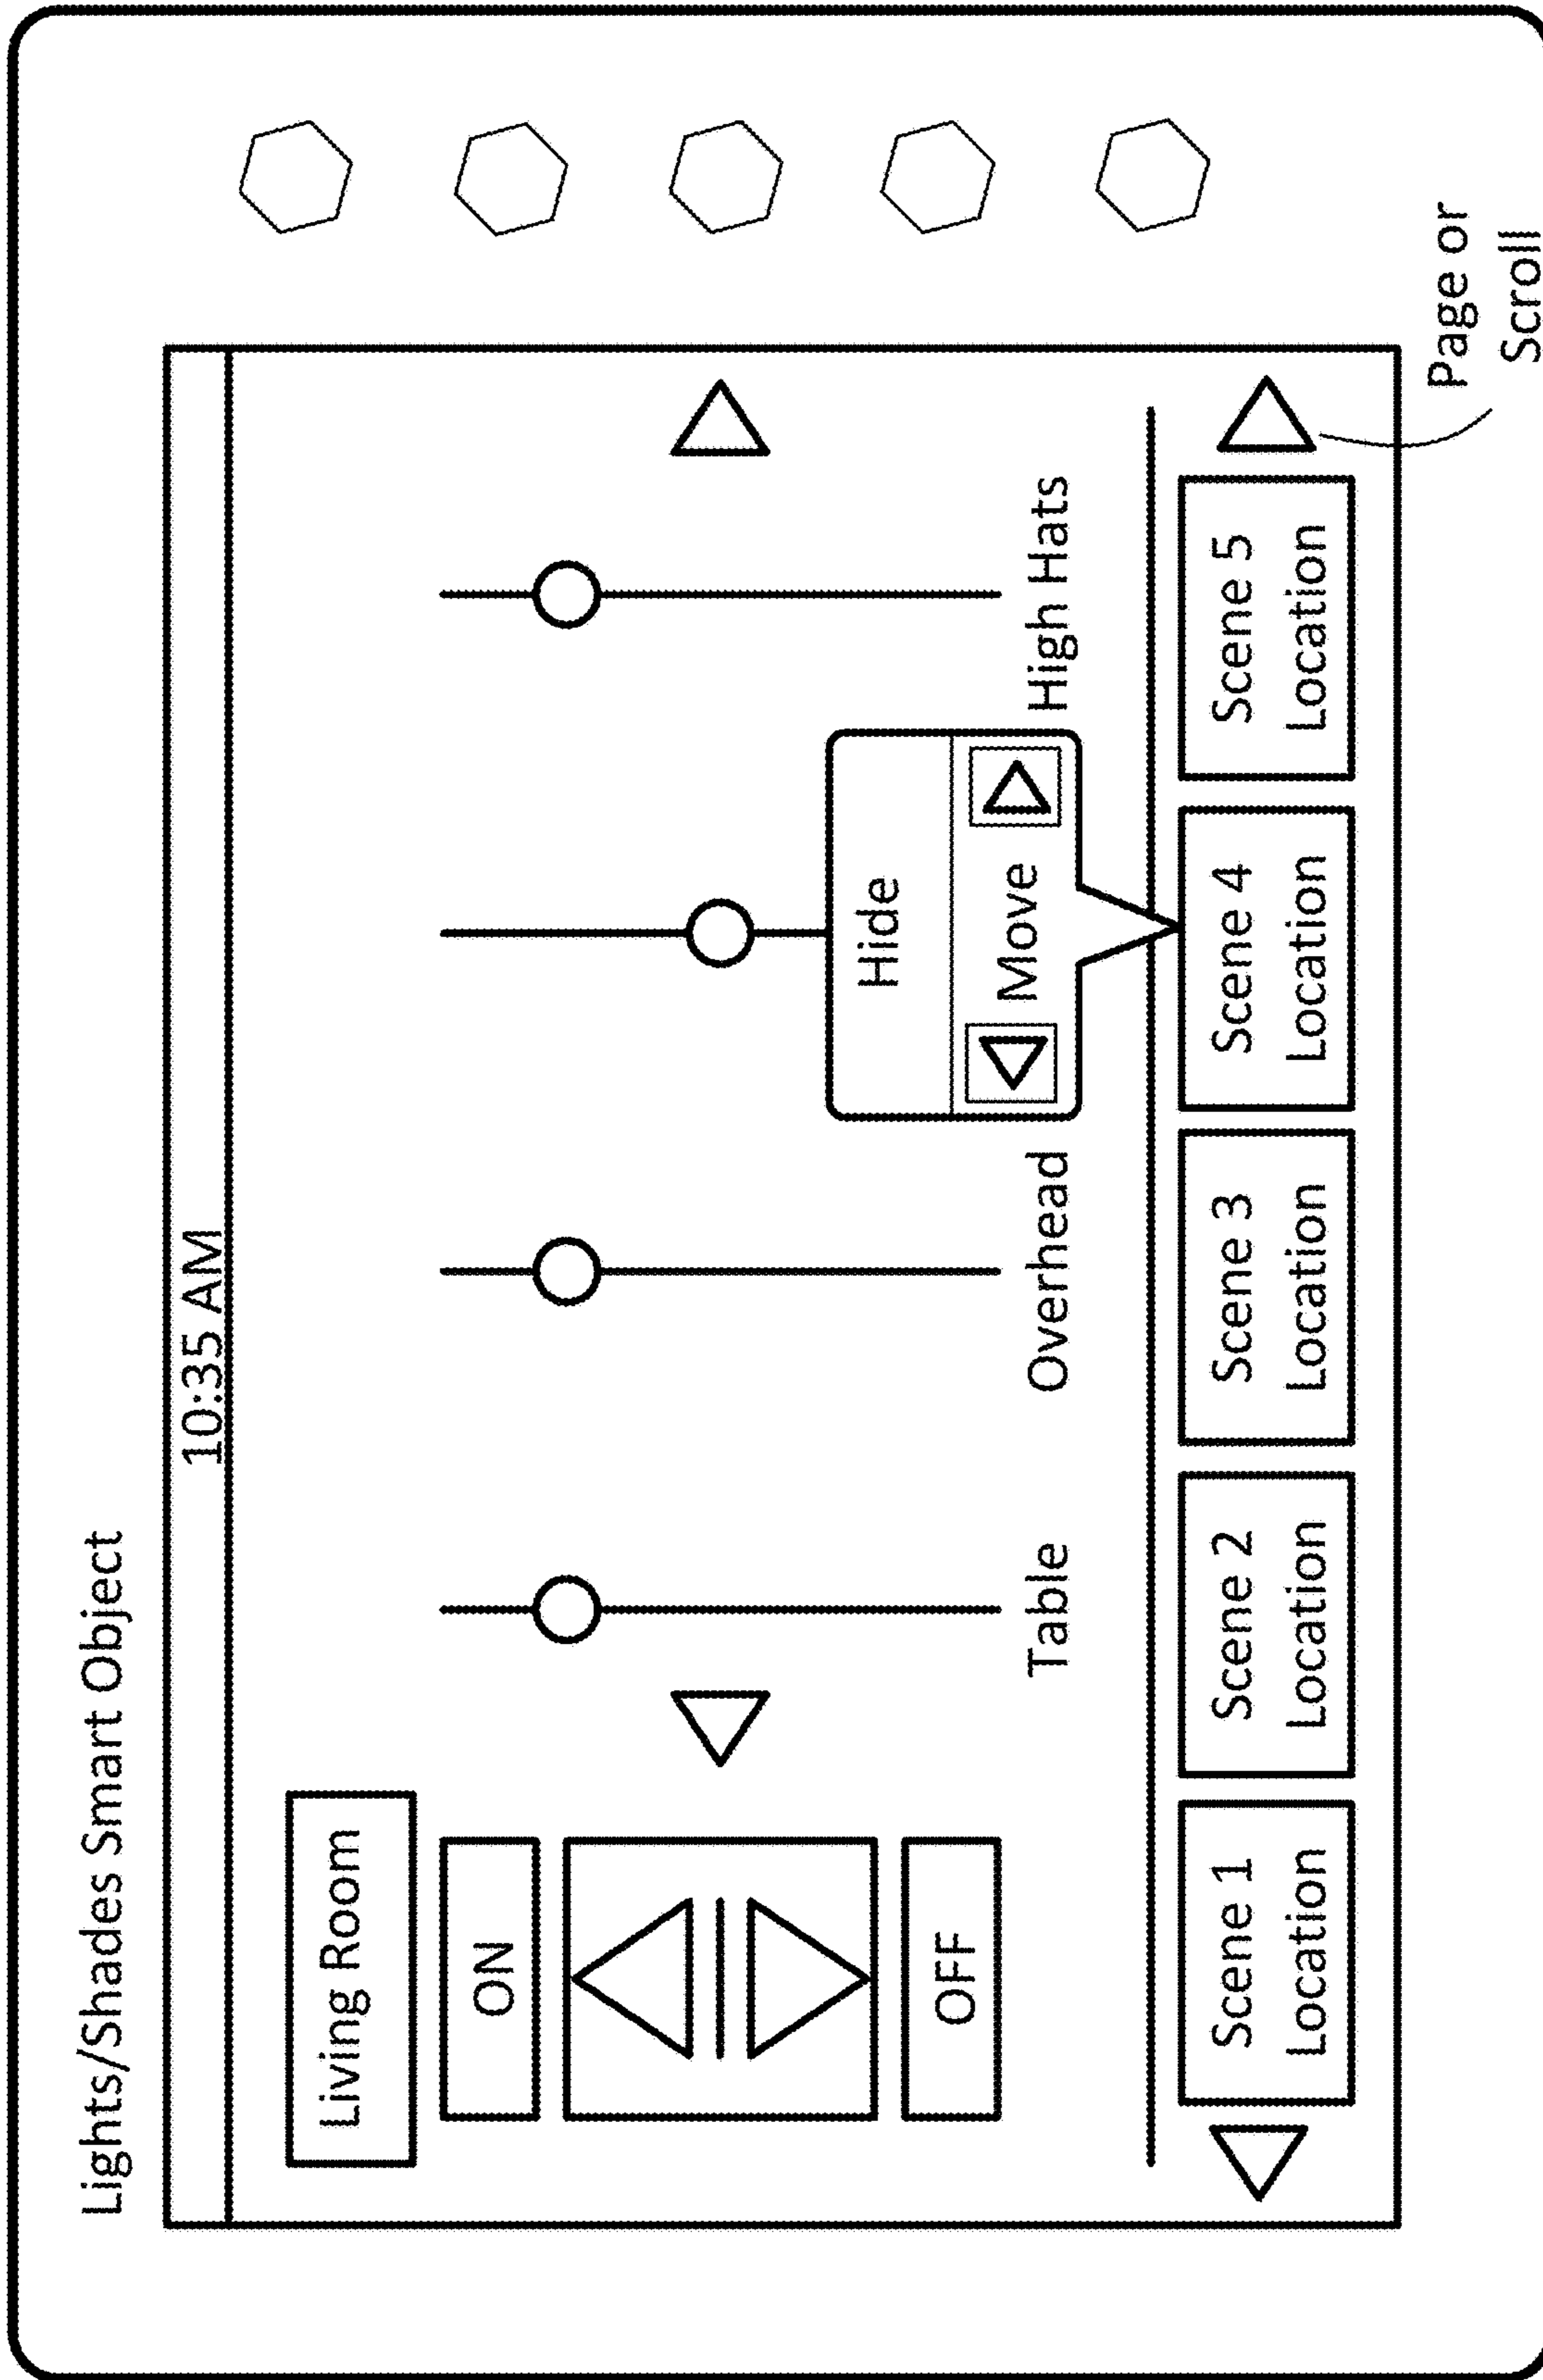 Lights/Shades Smart Object
10:35 AM
Living Room
ON
OFF
Table
Overhead
Hide
Move
High Hats
Scene 1
Location
Scene 2
Location
Scene 3
Location
Scene 4
Location
Scene 5
Location
Page or
Scroll